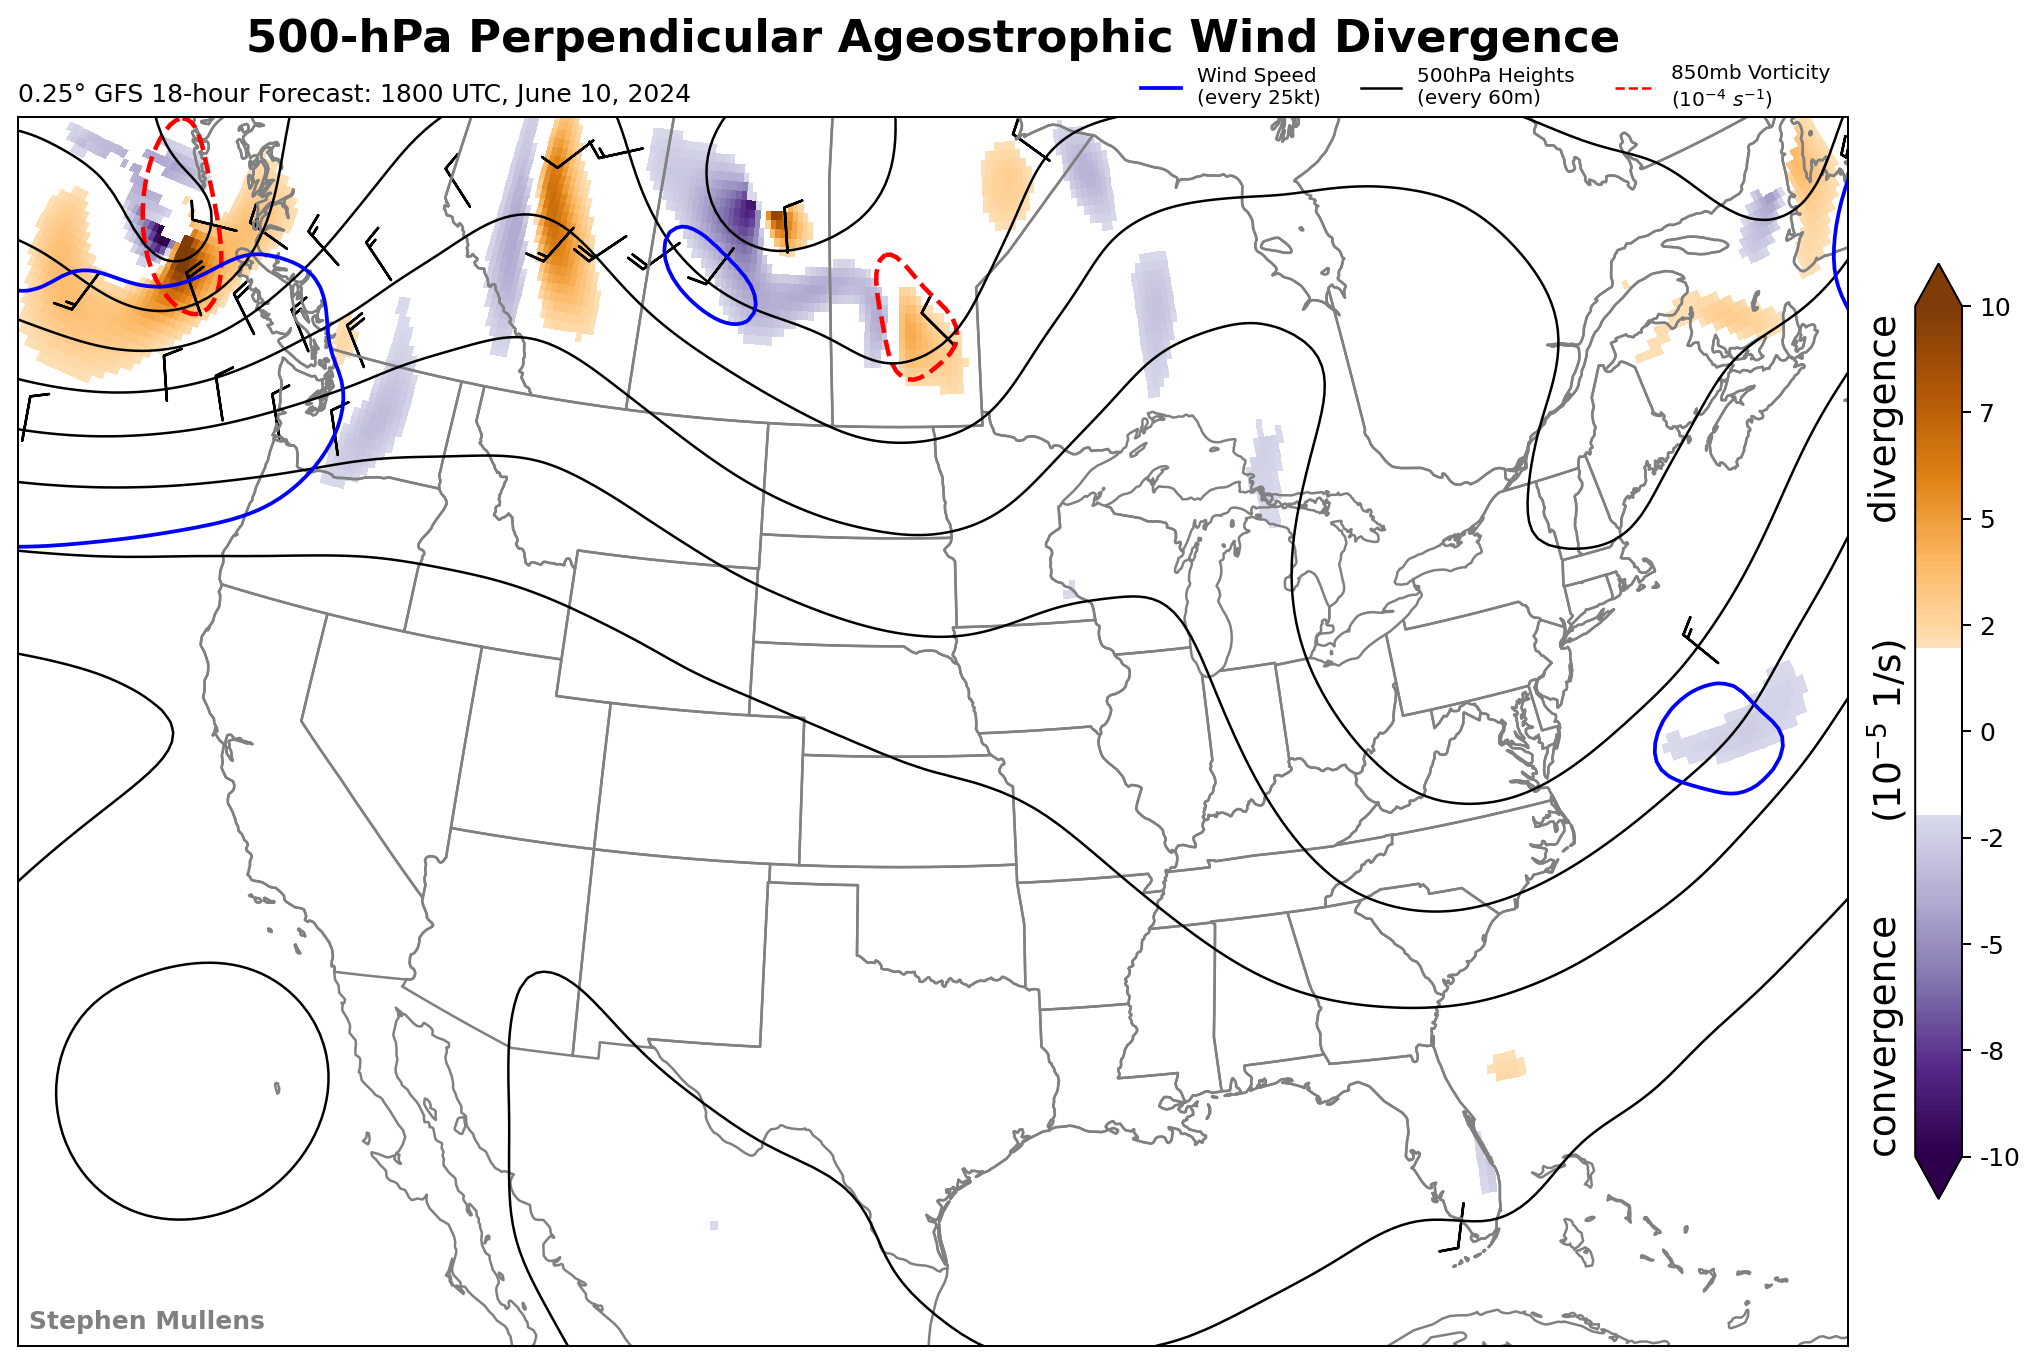 500-hPa Perpendicular Ageostrophic Wind Divergence
0.25° GFS 18-hour Forecast: 1800 UTC, June 10, 2024
Wind Speed
(every 25kt)
500hPa Heights
(every 60m)
850mb Vorticity
(10⁻⁴ s⁻¹)
10
7
5
2
0
-2
-5
-8
-10
convergence (10⁻⁵ 1/s) divergence
Stephen Mullens